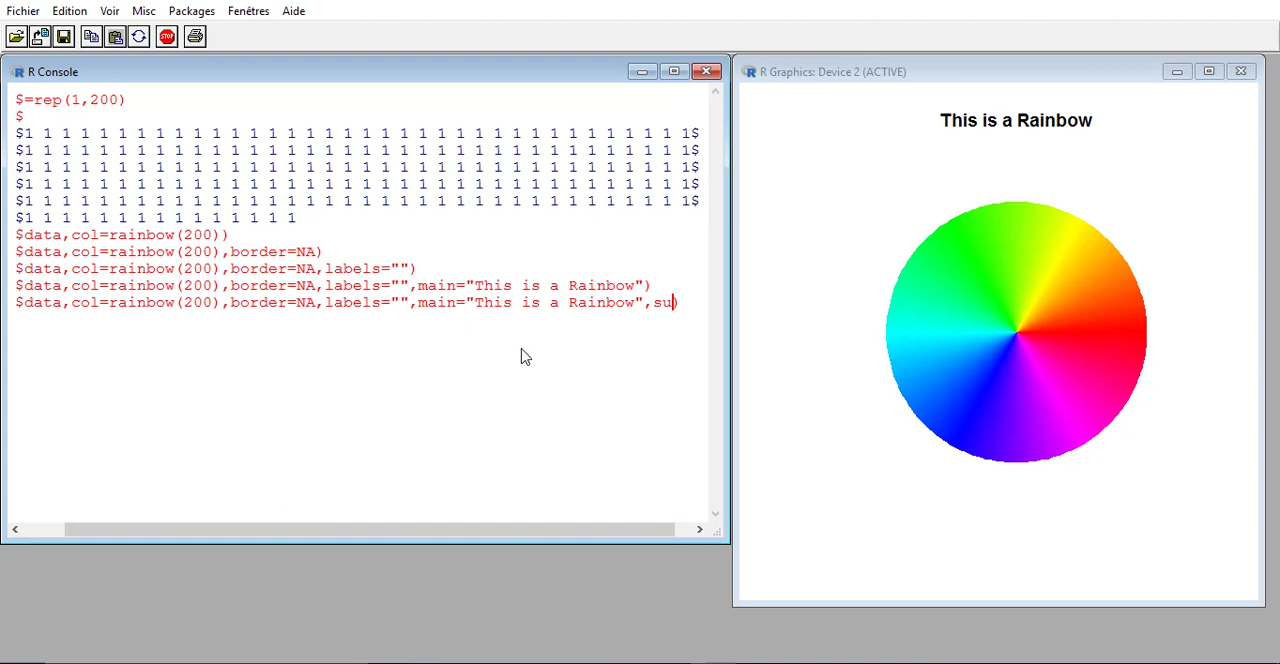 Fichier Edition Voir Misc Packages Fenêtres Aide
STOP
R Console
$=rep(1,200)
$
$1 1 1 1 1 1 1 1 1 1 1 1 1 1 1 1 1 1 1 1 1 1 1 1 1 1 1 1 1 1 1 1 1 1 1 1$
$1 1 1 1 1 1 1 1 1 1 1 1 1 1 1 1 1 1 1 1 1 1 1 1 1 1 1 1 1 1 1 1 1 1 1 1$
$1 1 1 1 1 1 1 1 1 1 1 1 1 1 1 1 1 1 1 1 1 1 1 1 1 1 1 1 1 1 1 1 1 1 1 1$
$1 1 1 1 1 1 1 1 1 1 1 1 1 1 1 1 1 1 1 1 1 1 1 1 1 1 1 1 1 1 1 1 1 1 1 1$
$1 1 1 1 1 1 1 1 1 1 1 1 1 1 1 1 1 1 1 1 1 1 1 1 1 1 1 1 1 1 1 1 1 1 1 1$
$1 1 1 1 1 1 1 1 1 1 1 1 1 1 1
$data,col=rainbow(200))
$data,col=rainbow(200),border=NA)
$data,col=rainbow(200),border=NA,labels="")
$data,col=rainbow(200),border=NA,labels="",main="This is a Rainbow")
$data,col=rainbow(200),border=NA,labels="",main="This is a Rainbow",su)
R Graphics: Device 2 (ACTIVE)
This is a Rainbow